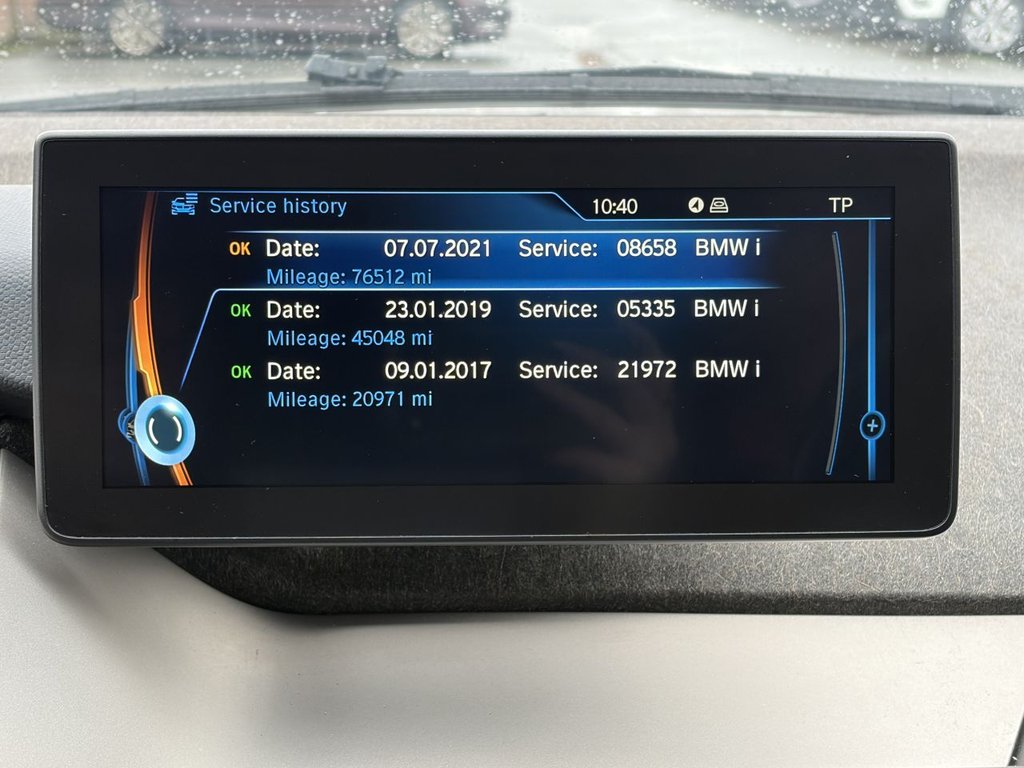 Service history 10:40 TP
OK Date: 07.07.2021 Service: 08658 BMW i
Mileage: 76512 mi
OK Date: 23.01.2019 Service: 05335 BMW i
Mileage: 45048 mi
OK Date: 09.01.2017 Service: 21972 BMW i
Mileage: 20971 mi